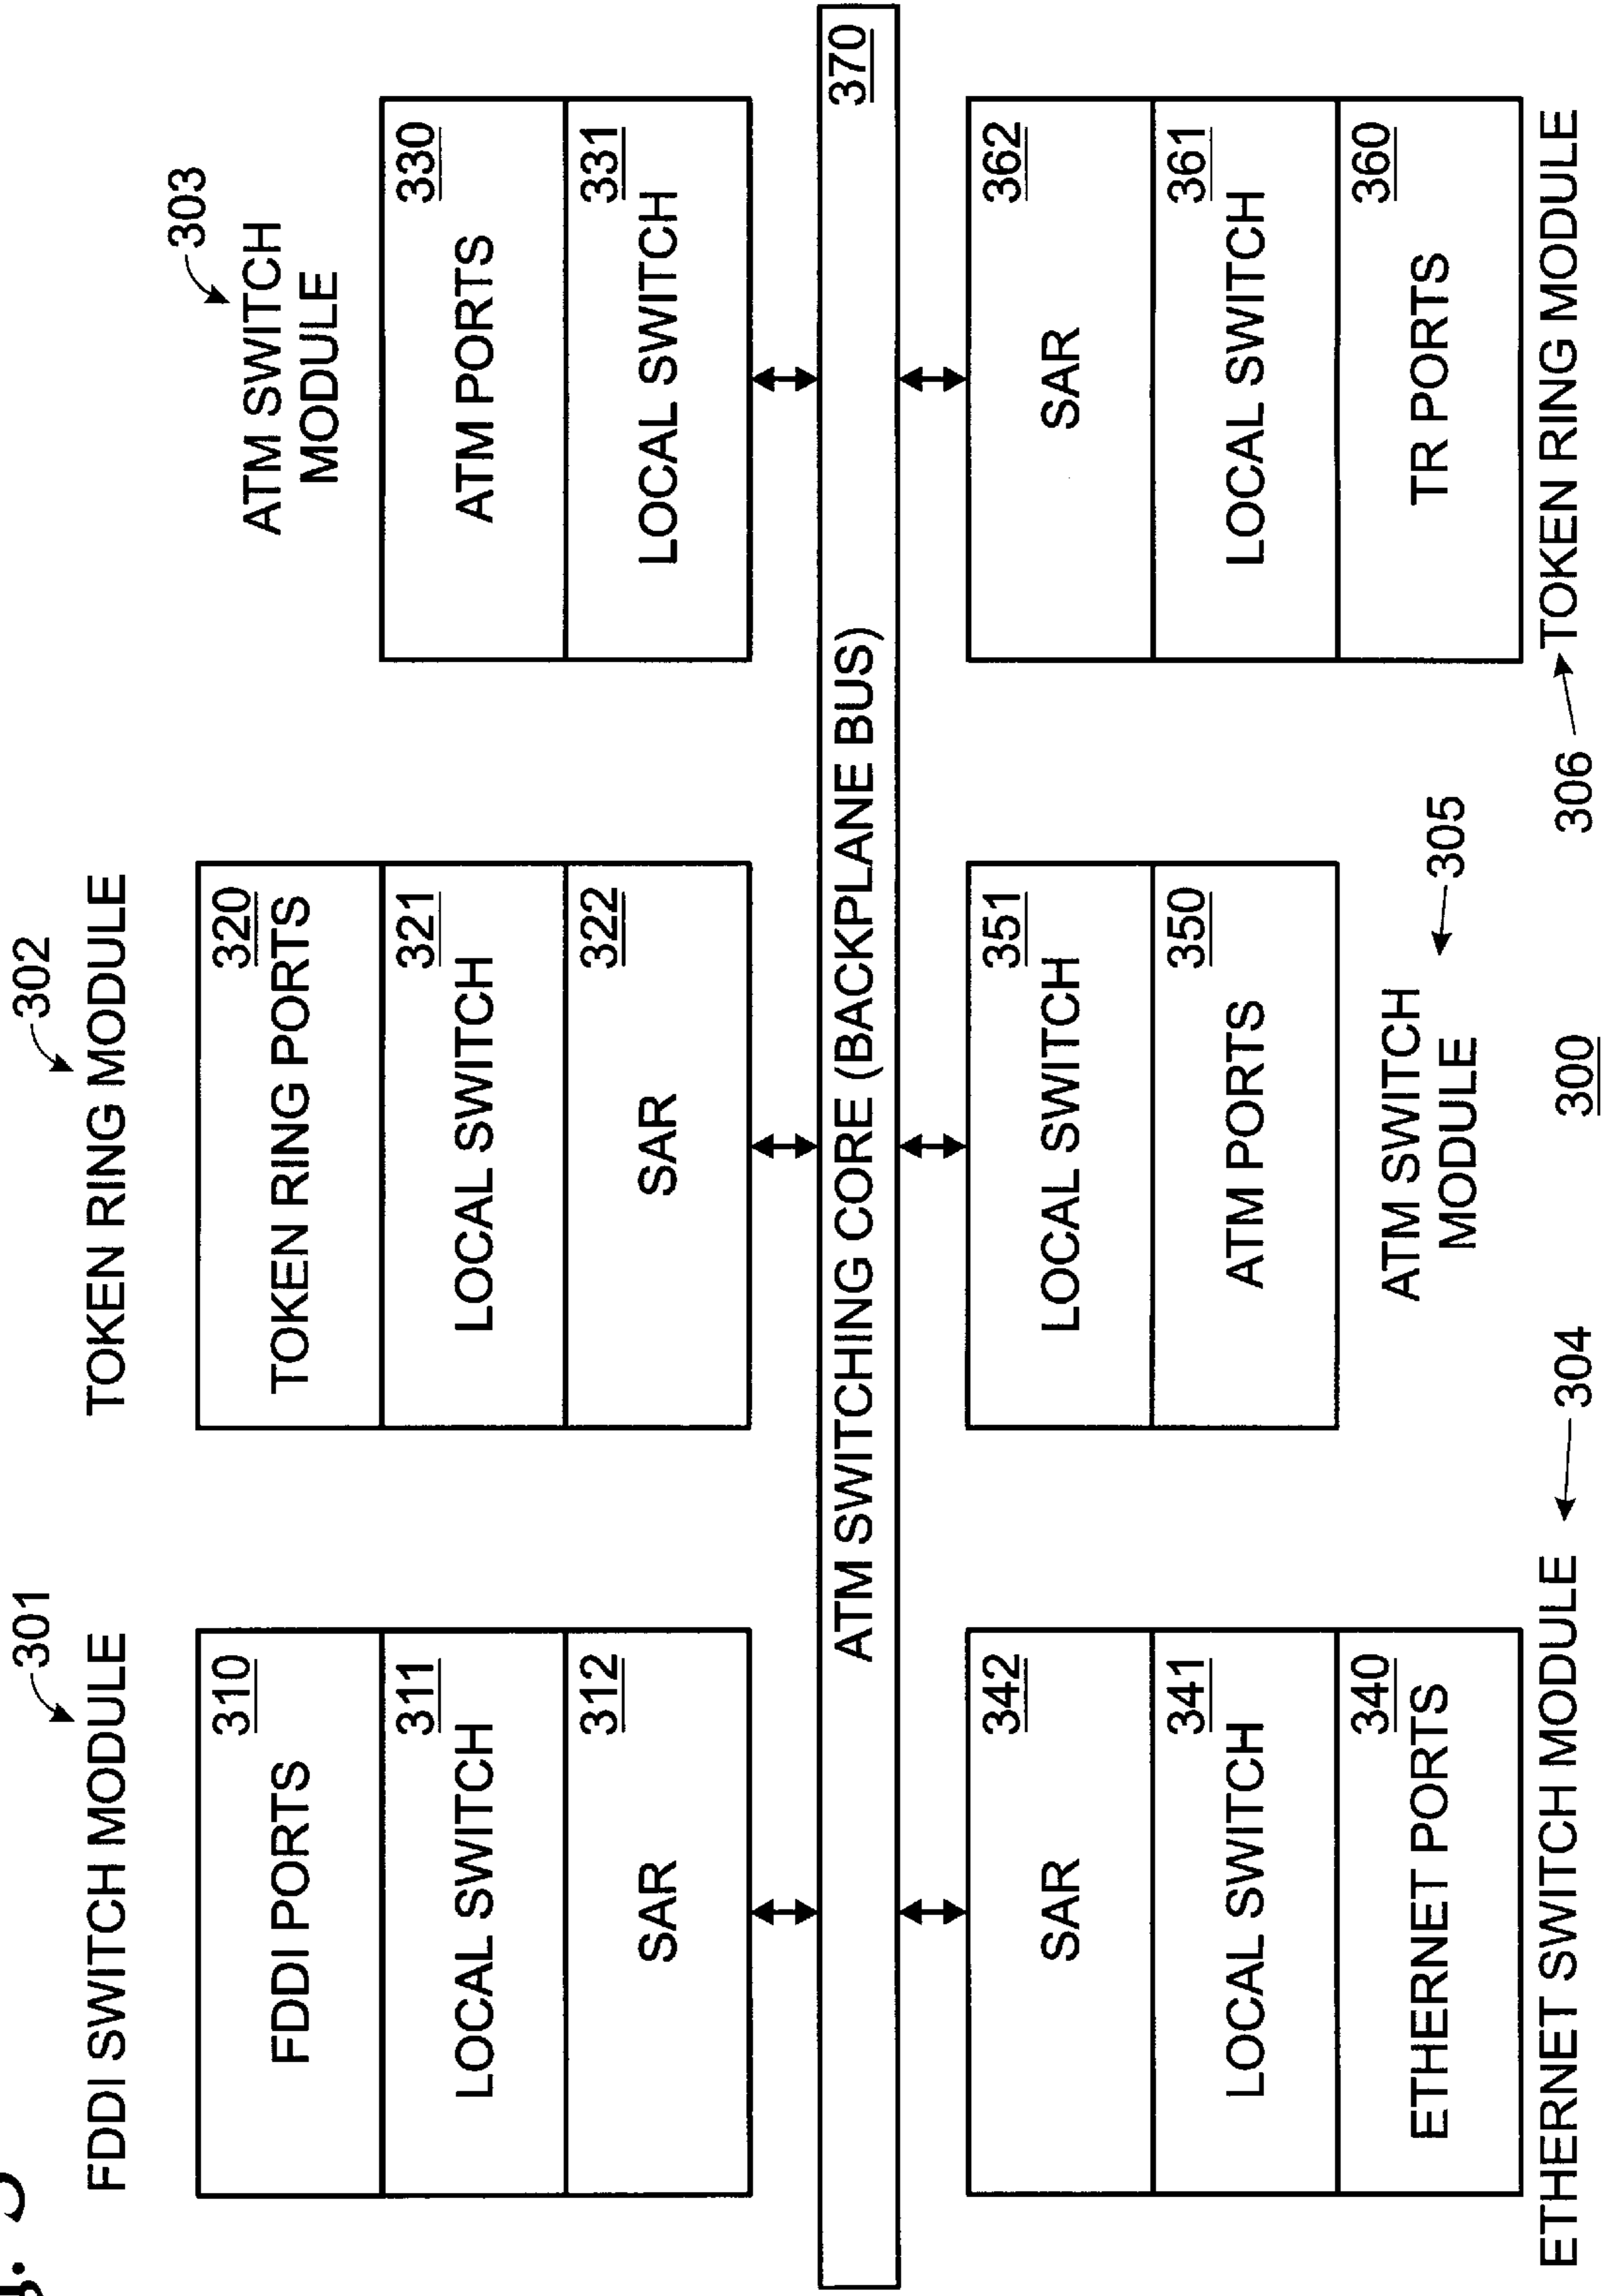 301
FDDI SWITCH MODULE
310
FDDI PORTS
311
LOCAL SWITCH
312
SAR
302
TOKEN RING MODULE
320
TOKEN RING PORTS
321
LOCAL SWITCH
322
SAR
303
ATM SWITCH
MODULE
330
ATM PORTS
331
LOCAL SWITCH
370
ATM SWITCHING CORE (BACKPLANE BUS)
342
SAR
341
LOCAL SWITCH
340
ETHERNET PORTS
ETHERNET SWITCH MODULE
304
351
LOCAL SWITCH
350
ATM PORTS
ATM SWITCH
MODULE
305
362
SAR
361
LOCAL SWITCH
360
TR PORTS
TOKEN RING MODULE
306
300